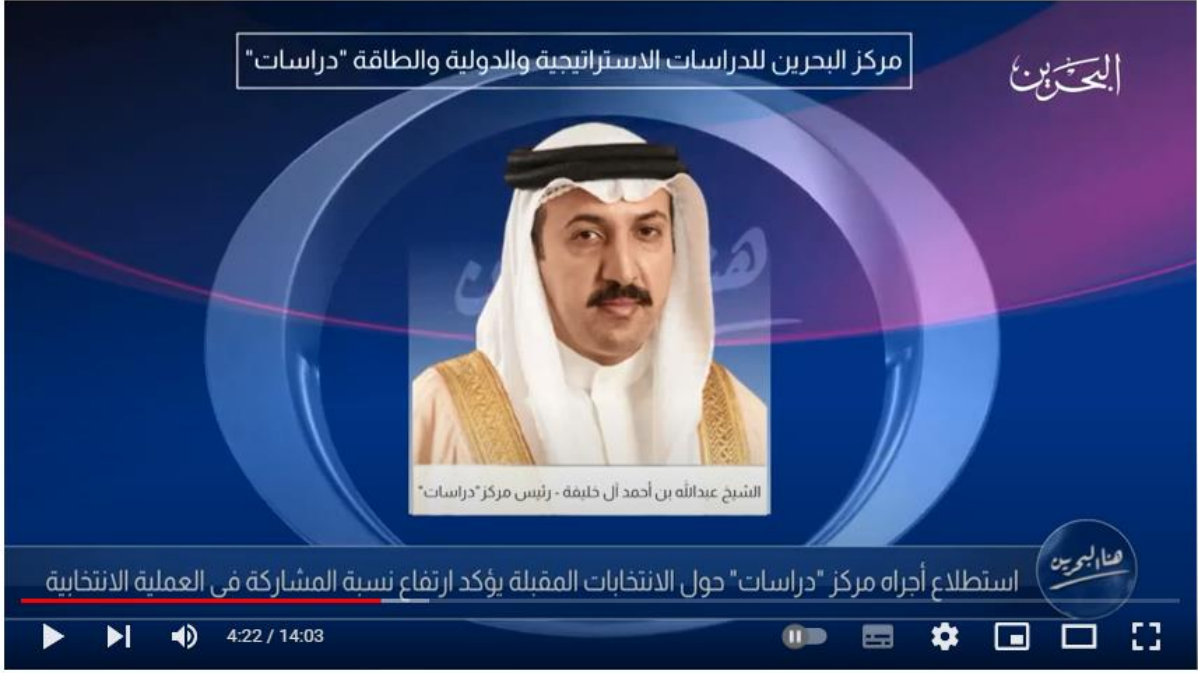 مركز البحرين للدراسات الاستراتيجية والدولية والطاقة "دراسات"
البحرين
الشيخ عبدالله بن أحمد آل خليفة - رئيس مركز"دراسات"
هنا البحرين
استطلاع أجراه مركز "دراسات" حول الانتخابات المقبلة يؤكد ارتفاع نسبة المشاركة في العملية الانتخابية
4:22 / 14:03